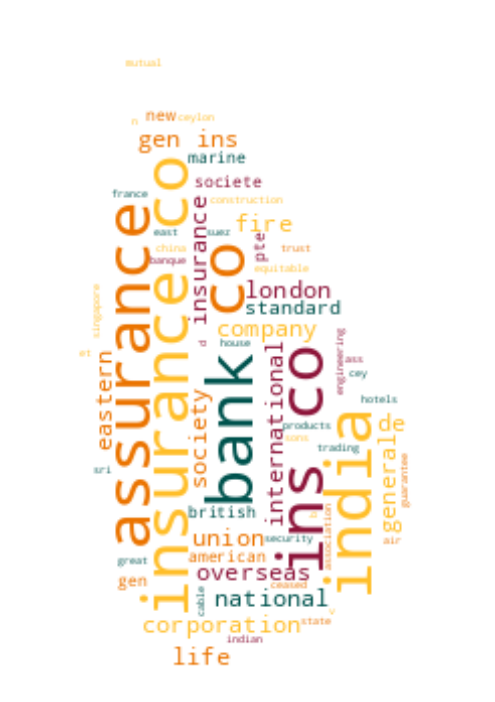 mutual
new
ceylon
n
gen ins
marine
societe
france
construction
insurance co
assurance
insurance
co
fire
east
suez
pte
china
trust
banque
equitable
london
singapore
standard
company
d
house
engineering
et
ass
cey
international
ins co
bank
eastern
society
hotels
india
de
products
sons
trading
generale
guarantee
sri
british
b
association
union
security
air
american
great
overseas
gen
ceased
cable
national
v
corporation
state
indian
life